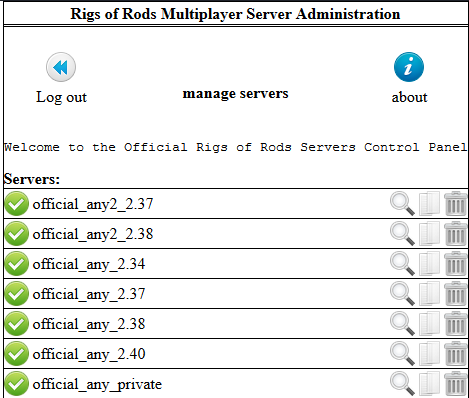 Rigs of Rods Multiplayer Server Administration
Log out
manage servers
about
Welcome to the Official Rigs of Rods Servers Control Panel
Servers:
official_any2_2.37
official_any2_2.38
official_any_2.34
official_any_2.37
official_any_2.38
official_any_2.40
official_any_private